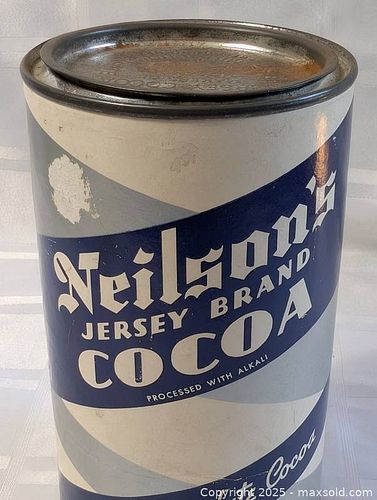 Neilson's
JERSEY BRAND
COCOA
PROCESSED WITH ALKALI
Cocoa
Copyright © 2025 - maxsold.com